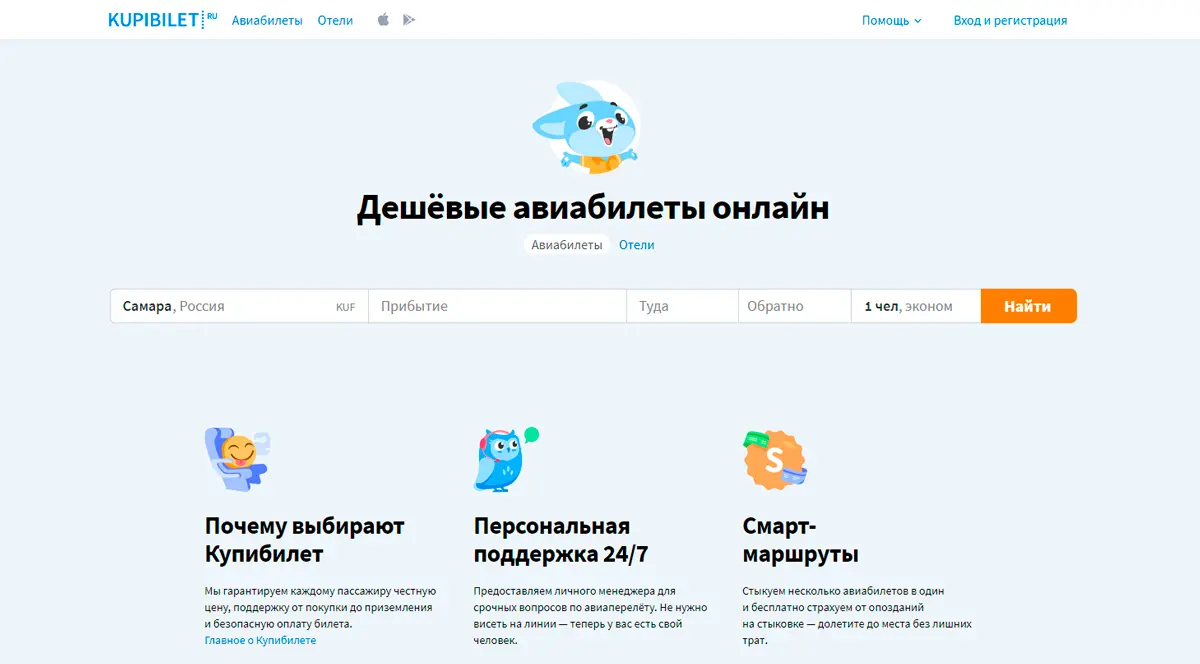 KUPIBILET RU Авиабилеты Отели Помощь Вход и регистрация
Дешёвые авиабилеты онлайн
Авиабилеты Отели
Самара, Россия KUF Прибытие Туда Обратно 1 чел, эконом Найти
S
Почему выбирают
Купибилет
Мы гарантируем каждому пассажиру честную
цену, поддержку от покупки до приземления
и безопасную оплату билета.
Главное о Купибилете
Персональная
поддержка 24/7
Предоставляем личного менеджера для
срочных вопросов по авиаперелёту. Не нужно
висеть на линии — теперь у вас есть свой
человек.
Смарт-
маршруты
Стыкуем несколько авиабилетов в один
и бесплатно страхуем от опозданий
на стыковке — долетите до места без лишних
трат.